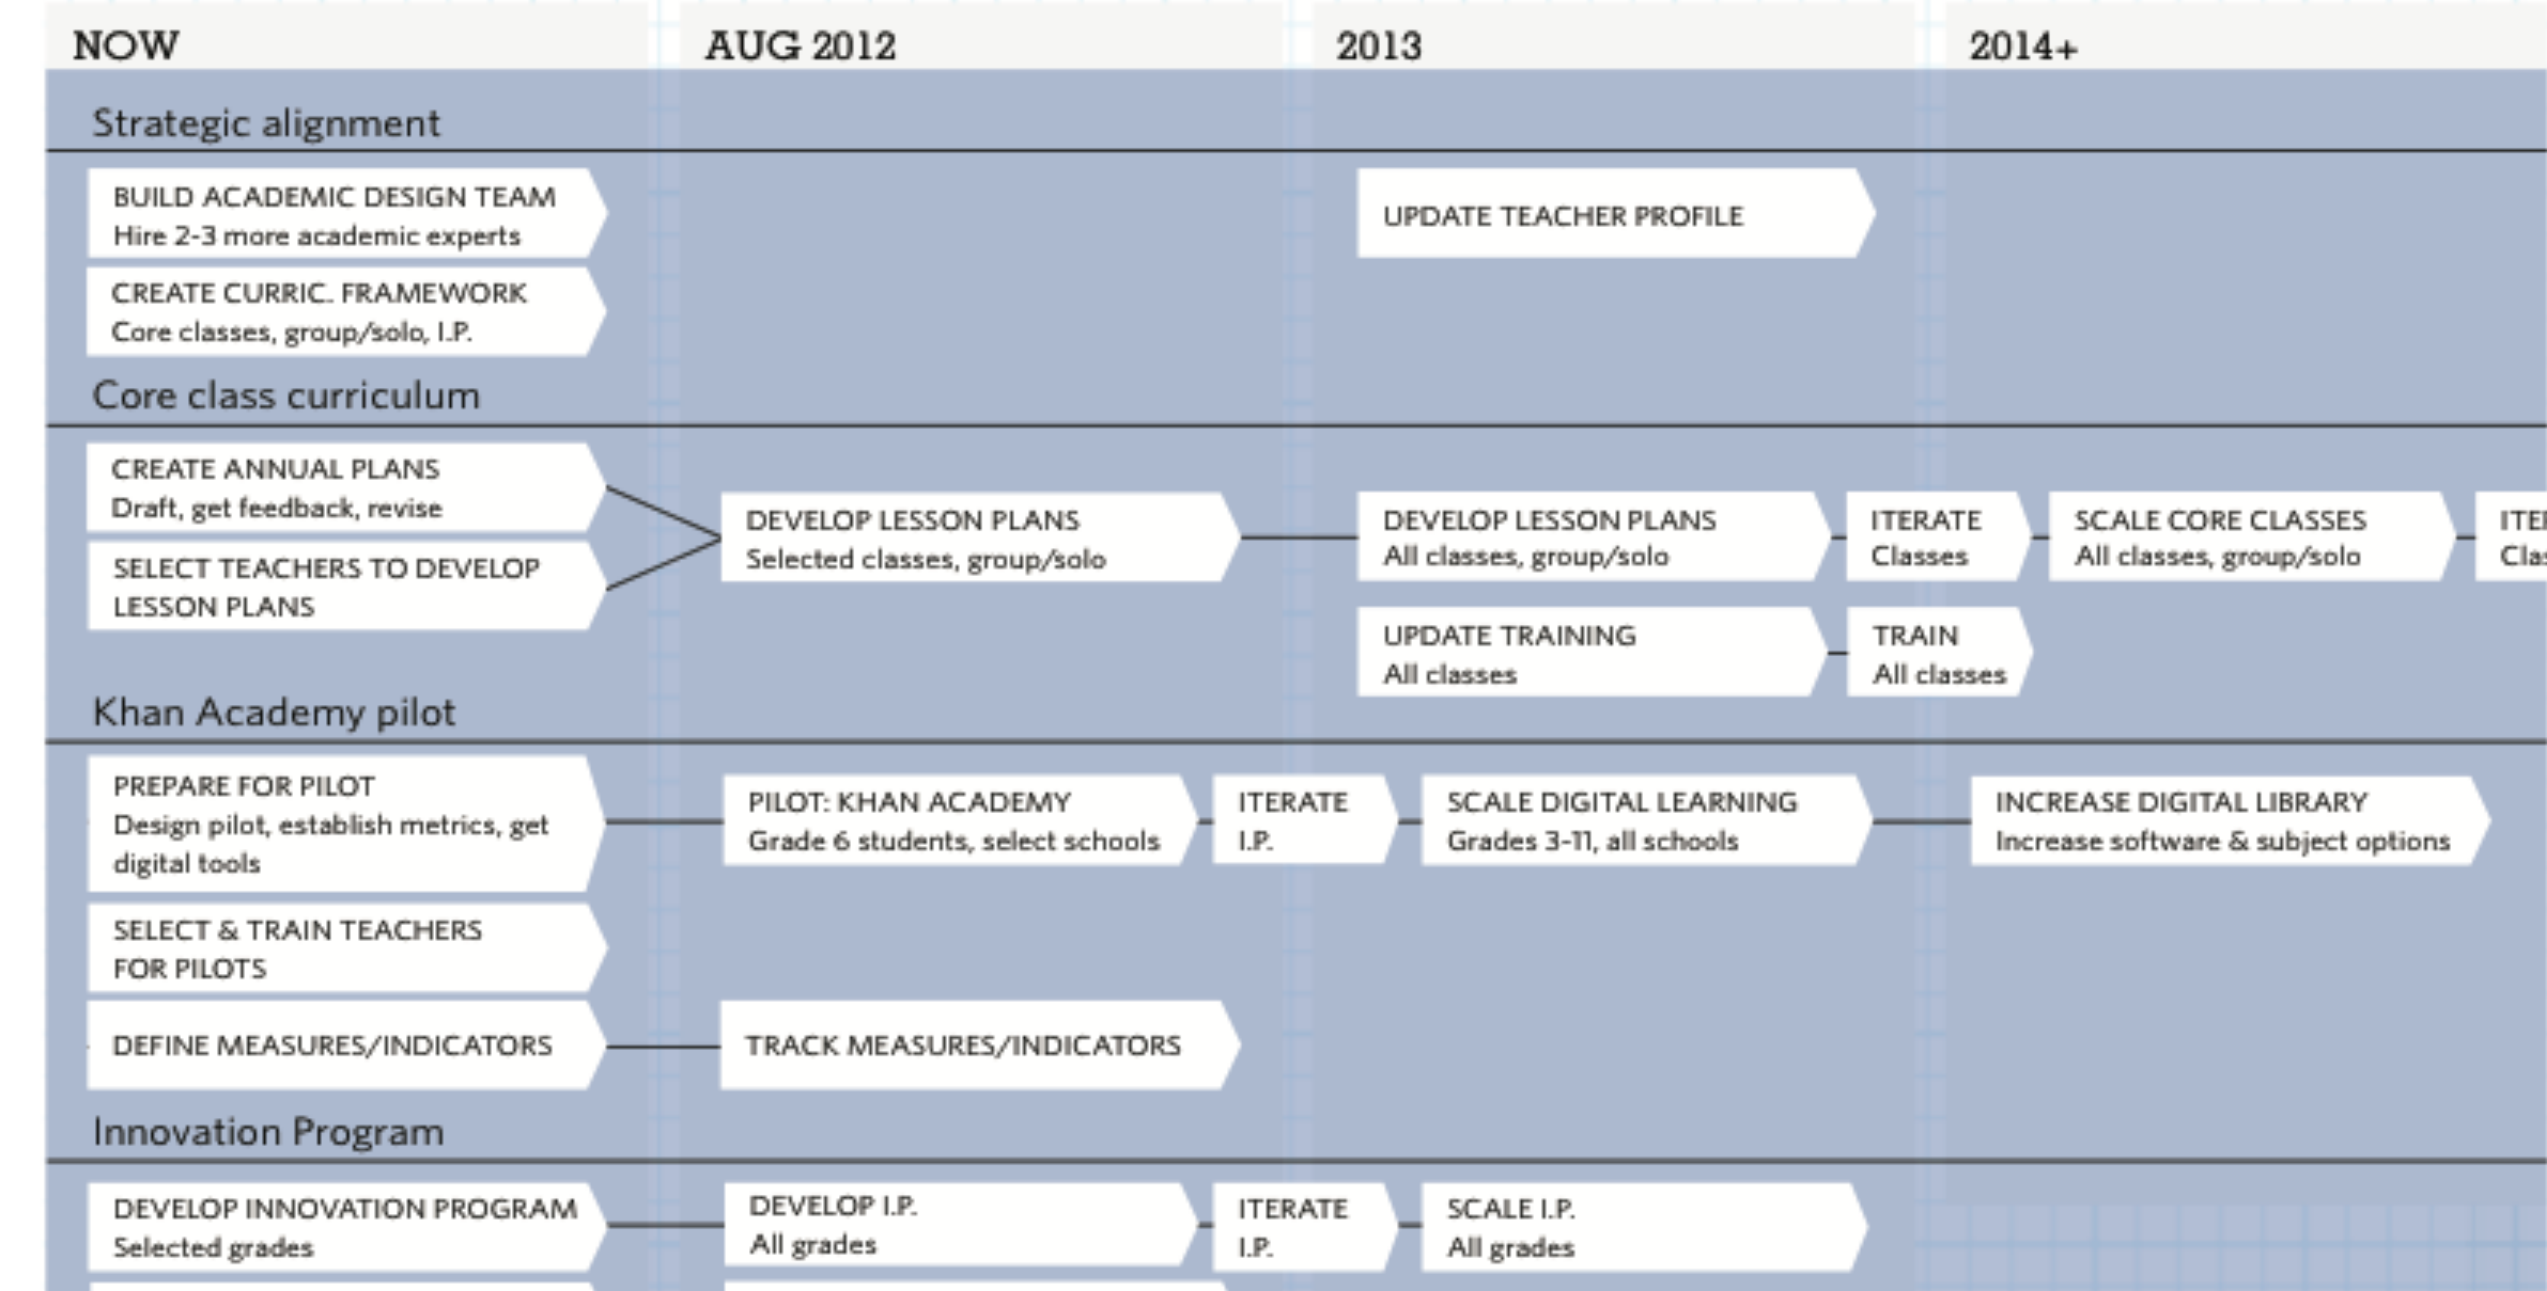 NOW
AUG 2012
2013
2014+
Strategic alignment
BUILD ACADEMIC DESIGN TEAM
Hire 2-3 more academic experts
UPDATE TEACHER PROFILE
CREATE CURRIC. FRAMEWORK
Core classes, group/solo, I.P.
Core class curriculum
CREATE ANNUAL PLANS
Draft, get feedback, revise
SELECT TEACHERS TO DEVELOP
LESSON PLANS
DEVELOP LESSON PLANS
Selected classes, group/solo
DEVELOP LESSON PLANS
All classes, group/solo
ITERATE
Classes
SCALE CORE CLASSES
All classes, group/solo
UPDATE TRAINING
All classes
TRAIN
All classes
Khan Academy pilot
PREPARE FOR PILOT
Design pilot, establish metrics, get
digital tools
PILOT: KHAN ACADEMY
Grade 6 students, select schools
ITERATE
I.P.
SCALE DIGITAL LEARNING
Grades 3-11, all schools
INCREASE DIGITAL LIBRARY
Increase software & subject options
SELECT & TRAIN TEACHERS
FOR PILOTS
DEFINE MEASURES/INDICATORS
TRACK MEASURES/INDICATORS
Innovation Program
DEVELOP INNOVATION PROGRAM
Selected grades
DEVELOP I.P.
All grades
ITERATE
I.P.
SCALE I.P.
All grades